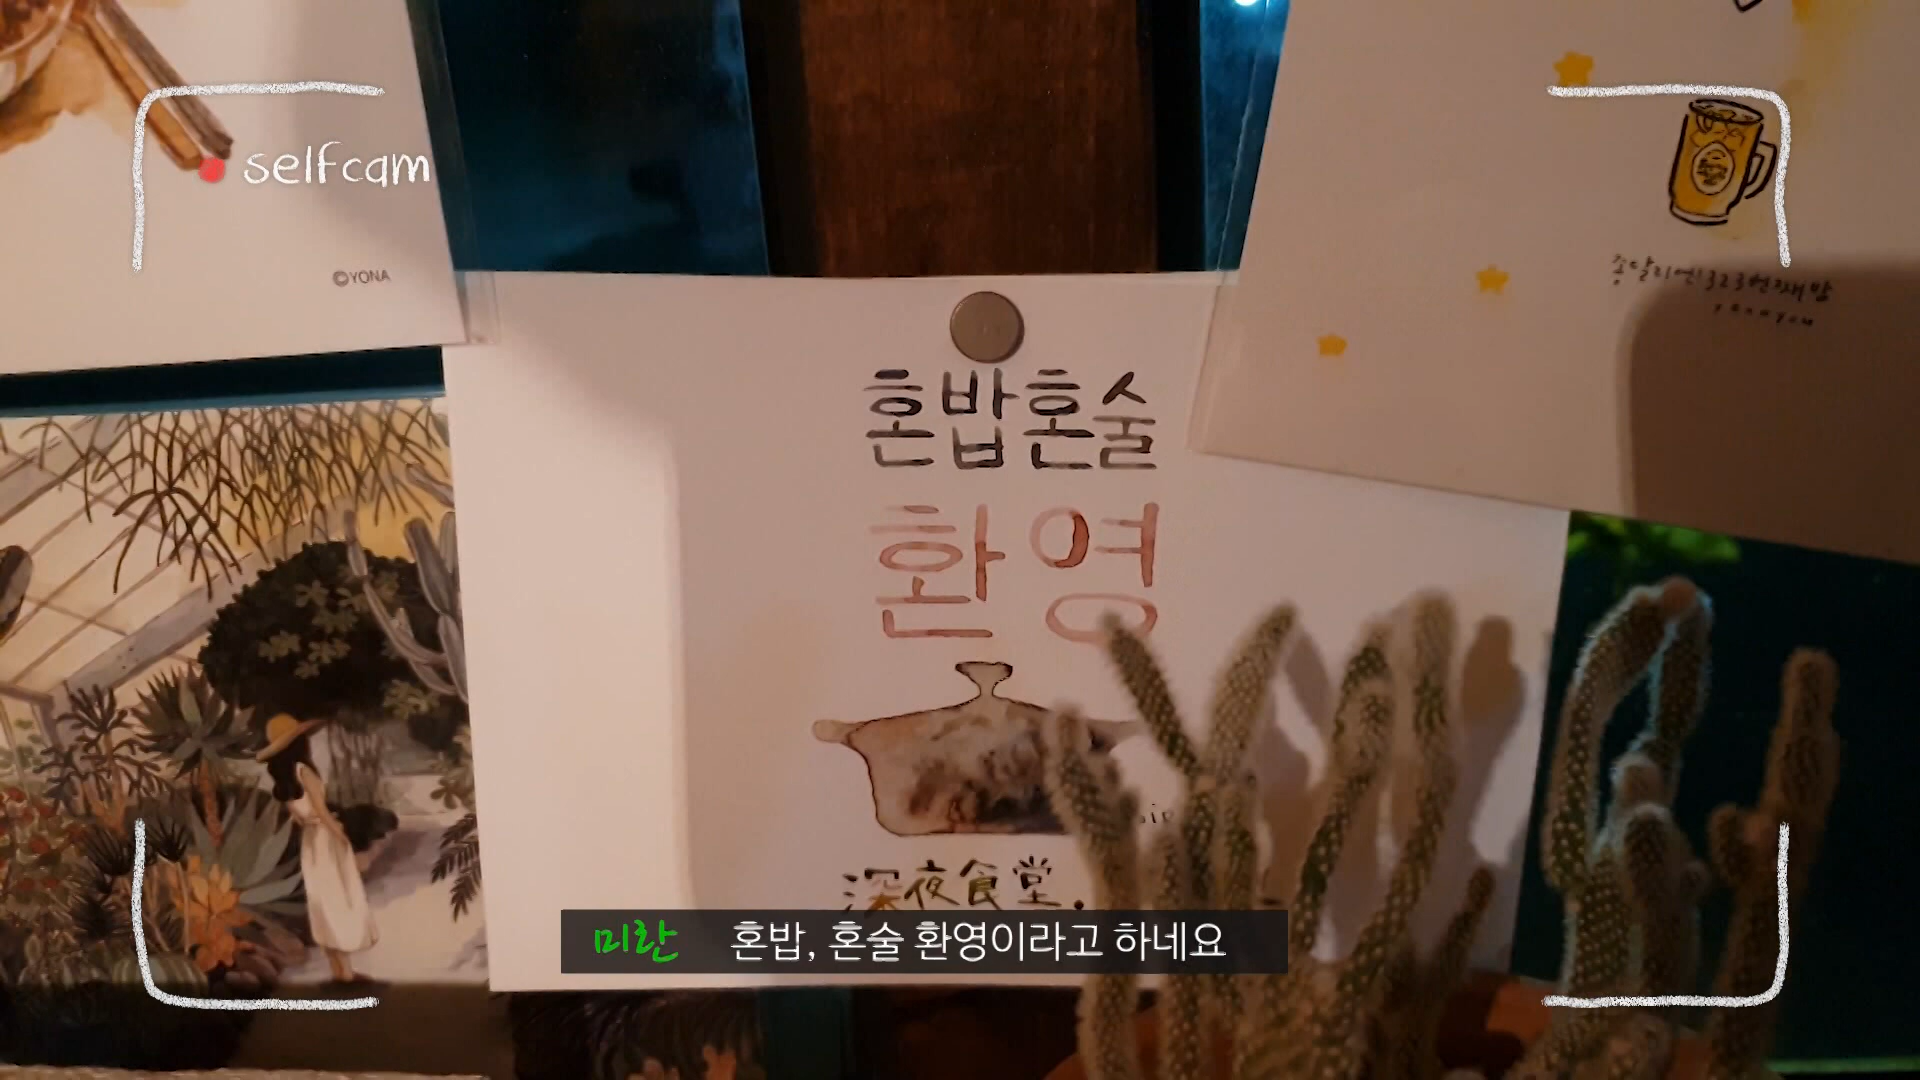 selfcam
©YONA
혼밥혼술
환영
深夜食堂.
미란 혼밥, 혼술 환영이라고 하네요